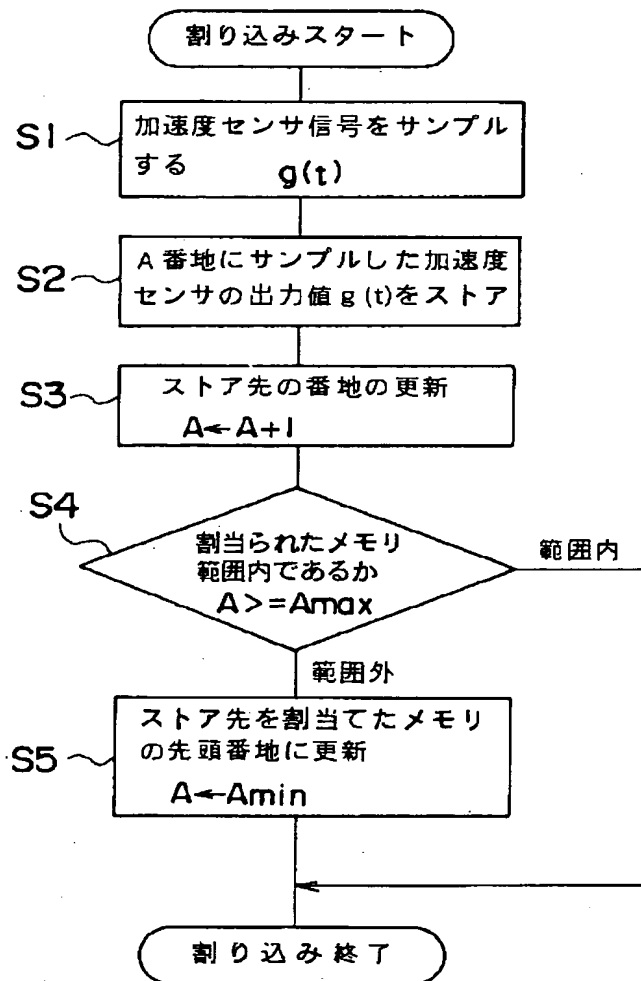 割り込みスタート
S1
加速度センサ信号をサンプル
する g(t)
S2
A番地にサンプルした加速度
センサの出力値g(t)をストア
S3
ストア先の番地の更新
A←A+1
S4
割当られたメモリ
範囲内であるか
A>=Amax
範囲内
範囲外
S5
ストア先を割当てたメモリ
の先頭番地に更新
A←Amin
割り込み終了